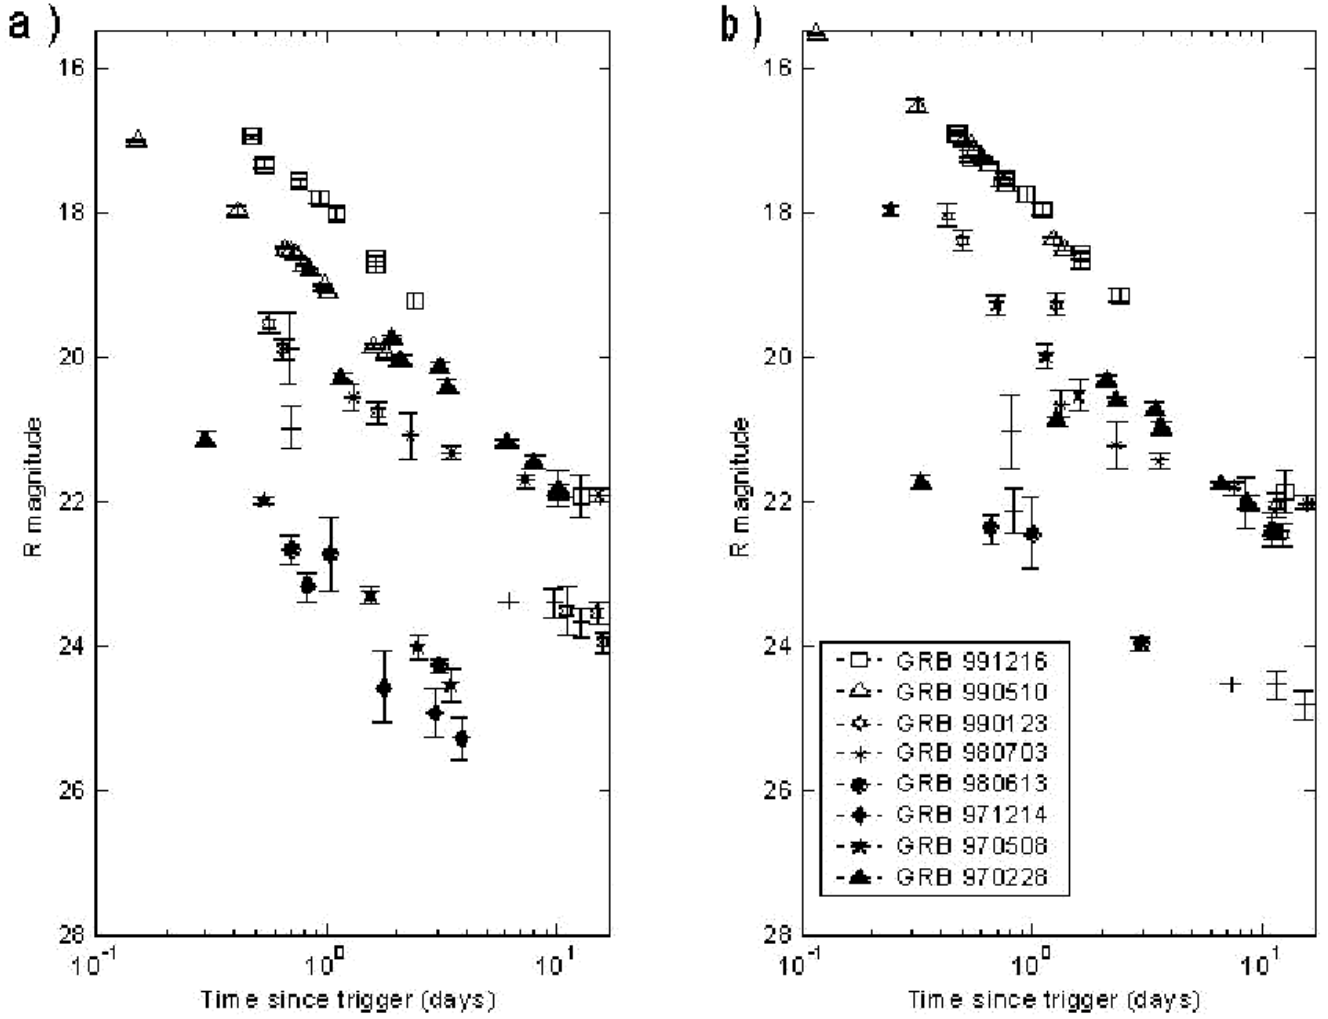 a)
b)
16
18
20
22
24
26
28
R magnitude
10^-1
10^0
10^1
Time since trigger (days)
16
18
20
22
24
26
28
R magnitude
GRB 991216
GRB 990510
GRB 990123
GRB 980703
GRB 980613
GRB 971214
GRB 970508
GRB 970228
10^-1
10^0
10^1
Time since trigger (days)